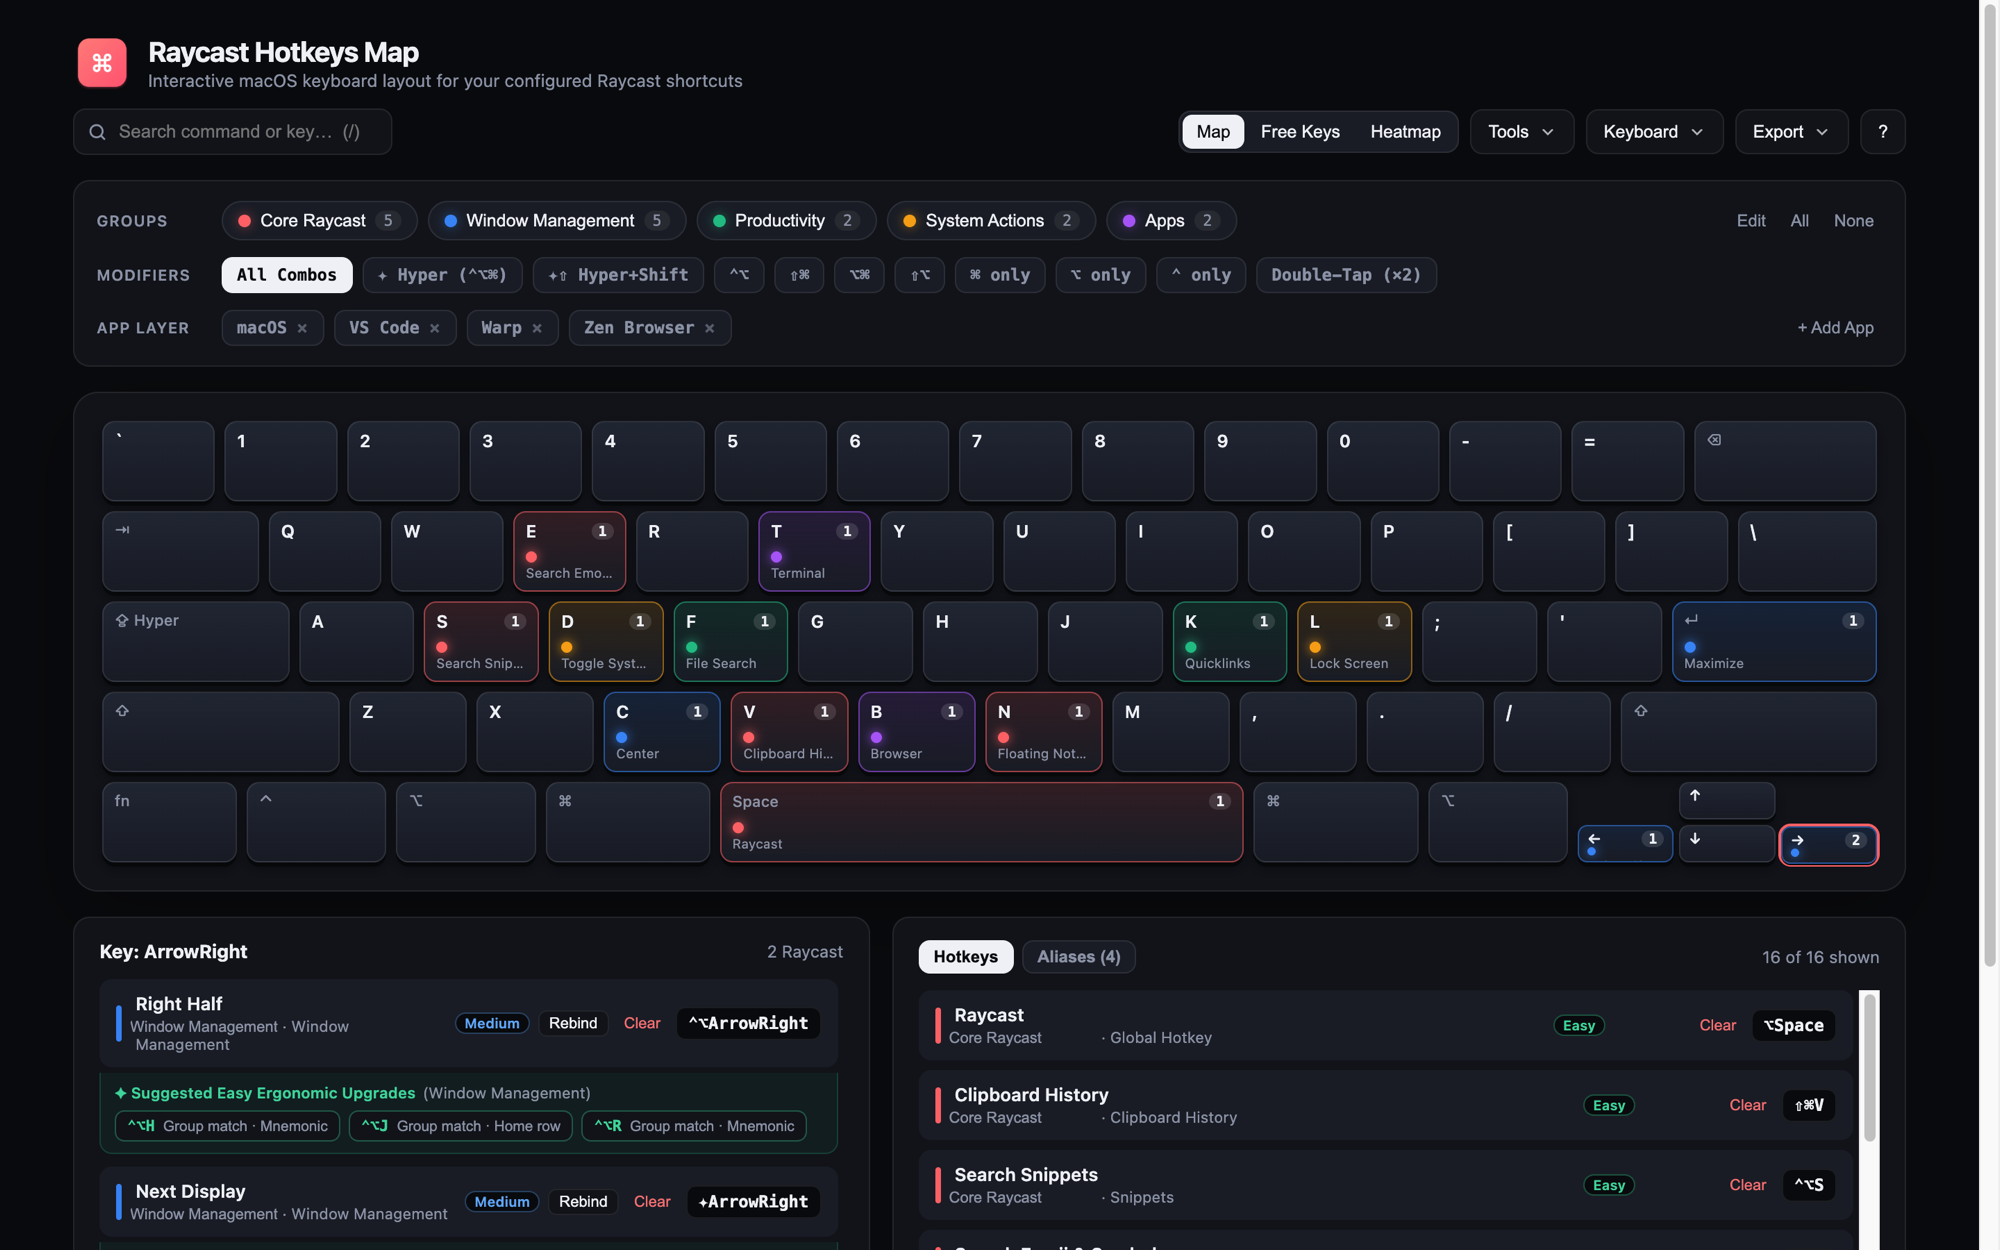 ⌘
Raycast Hotkeys Map
Interactive macOS keyboard layout for your configured Raycast shortcuts
Search command or key… (/)
Map Free Keys Heatmap Tools Keyboard Export ?
GROUPS Core Raycast 5 Window Management 5 Productivity 2 System Actions 2 Apps 2 Edit All None
MODIFIERS All Combos ✦ Hyper (⌃⌥⌘) ✦⇧ Hyper+Shift ⌃⌥ ⇧⌘ ⌥⌘ ⇧⌥ ⌘ only ⌥ only ⌃ only Double-Tap (×2)
APP LAYER macOS × VS Code × Warp × Zen Browser × + Add App
` 1 2 3 4 5 6 7 8 9 0 - = ⌫
⇥ Q W E 1 R T 1 Y U I O P [ ] \
Search Emo… Terminal
⇪ Hyper A S 1 D 1 F 1 G H J K 1 L 1 ; ' ↵ 1
Search Snip… Toggle Syst… File Search Quicklinks Lock Screen Maximize
⇧ Z X C 1 V 1 B 1 N 1 M , . / ⇧
Center Clipboard Hi… Browser Floating Not…
fn ⌃ ⌥ ⌘ Space 1 ⌘ ⌥ ↑
Raycast
← 1 ↓ → 2
Key: ArrowRight 2 Raycast
Right Half
Window Management · Window
Management
Medium Rebind Clear ⌃⌥ArrowRight
✦ Suggested Easy Ergonomic Upgrades (Window Management)
⌃⌥H Group match · Mnemonic ⌃⌥J Group match · Home row ⌃⌥R Group match · Mnemonic
Next Display
Window Management · Window Management
Medium Rebind Clear ✦ArrowRight
Hotkeys Aliases (4) 16 of 16 shown
Raycast
Core Raycast · Global Hotkey
Easy Clear ⌥Space
Clipboard History
Core Raycast · Clipboard History
Easy Clear ⇧⌘V
Search Snippets
Core Raycast · Snippets
Easy Clear ⌃⌥S